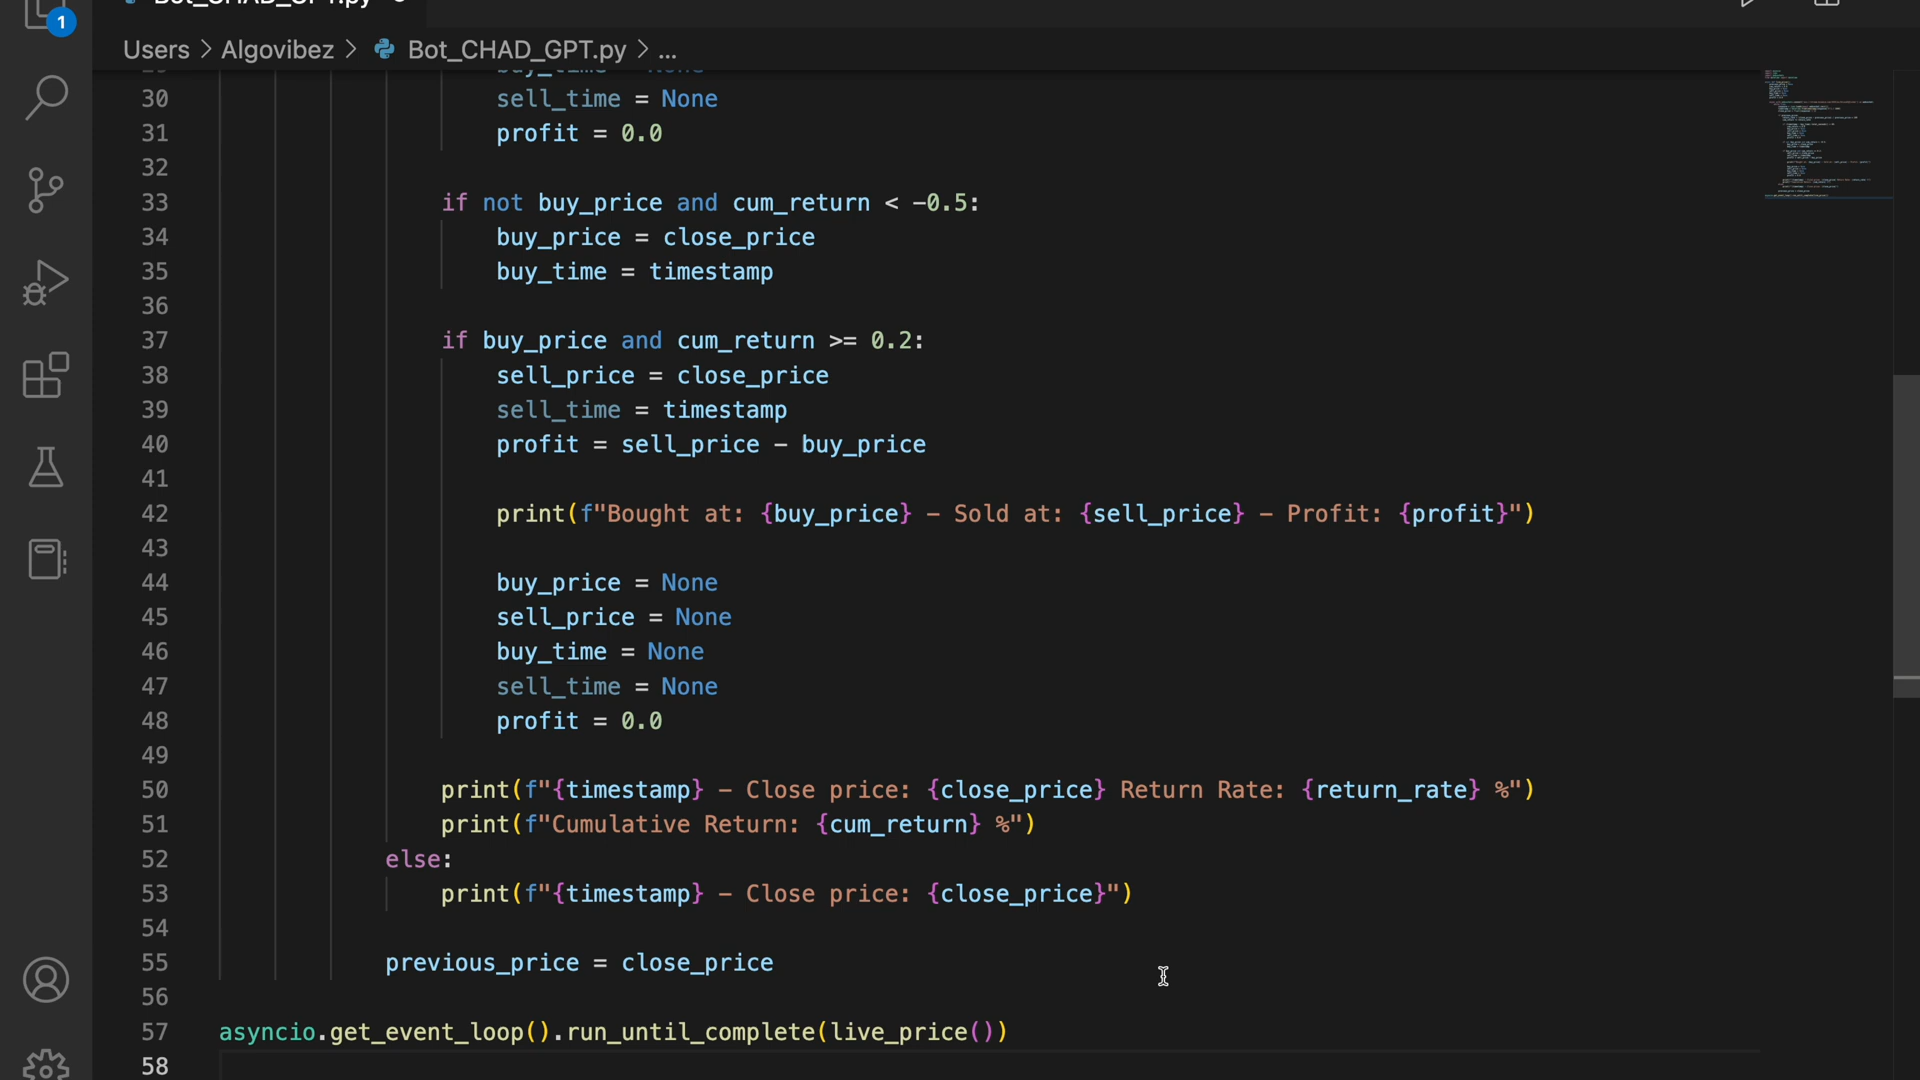 Bot_CHAD_GPT.py
1
Users > Algovibez > Bot_CHAD_GPT.py > ...
29 buy_time = None
30 sell_time = None
31 profit = 0.0
32
33 if not buy_price and cum_return < -0.5:
34 buy_price = close_price
35 buy_time = timestamp
36
37 if buy_price and cum_return >= 0.2:
38 sell_price = close_price
39 sell_time = timestamp
40 profit = sell_price - buy_price
41
42 print(f"Bought at: {buy_price} - Sold at: {sell_price} - Profit: {profit}")
43
44 buy_price = None
45 sell_price = None
46 buy_time = None
47 sell_time = None
48 profit = 0.0
49
50 print(f"{timestamp} - Close price: {close_price} Return Rate: {return_rate} %")
51 print(f"Cumulative Return: {cum_return} %")
52 else:
53 print(f"{timestamp} - Close price: {close_price}")
54
55 previous_price = close_price
56
57 asyncio.get_event_loop().run_until_complete(live_price())
58